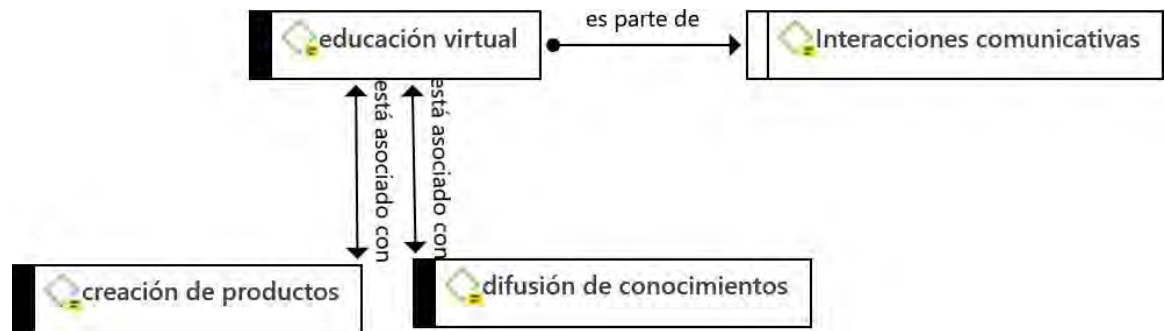 educación virtual
es parte de
Interacciones comunicativas
está asociado con
está asociado con
creación de productos
difusión de conocimientos